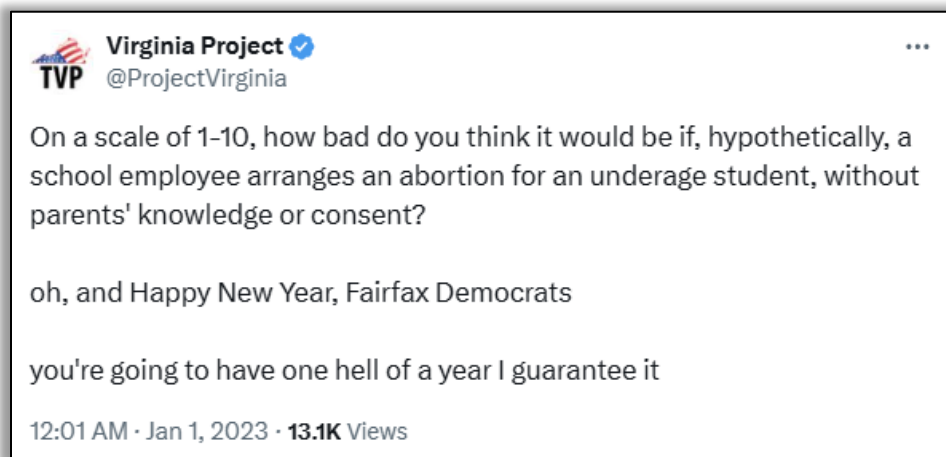 Virginia Project
TVP @ProjectVirginia
On a scale of 1-10, how bad do you think it would be if, hypothetically, a
school employee arranges an abortion for an underage student, without
parents' knowledge or consent?
oh, and Happy New Year, Fairfax Democrats
you're going to have one hell of a year I guarantee it
12:01 AM · Jan 1, 2023 · 13.1K Views